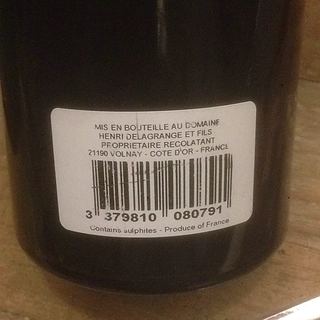 MIS EN BOUTEILLE AU DOMAINE
HENRI DELAGRANGE ET FILS
PROPRIETAIRE RECOLATANT
21190 VOLNAY - COTE D'OR - FRANCE
3 379810 080791
Contains sulphites - Produce of France